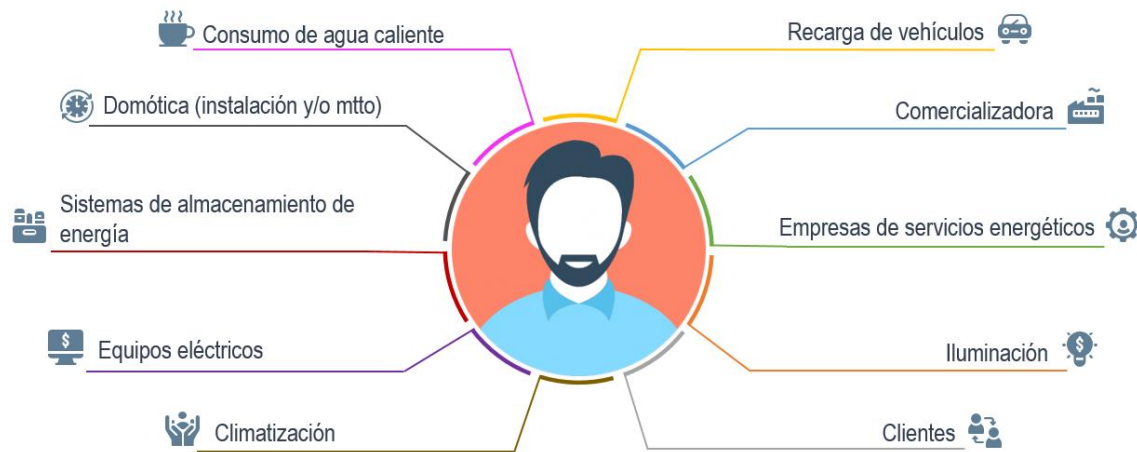 Consumo de agua caliente
Recarga de vehículos
Domótica (instalación y/o mtto)
Comercializadora
Sistemas de almacenamiento de
energía
Empresas de servicios energéticos
$
Equipos eléctricos
Iluminación
$
Climatización
Clientes